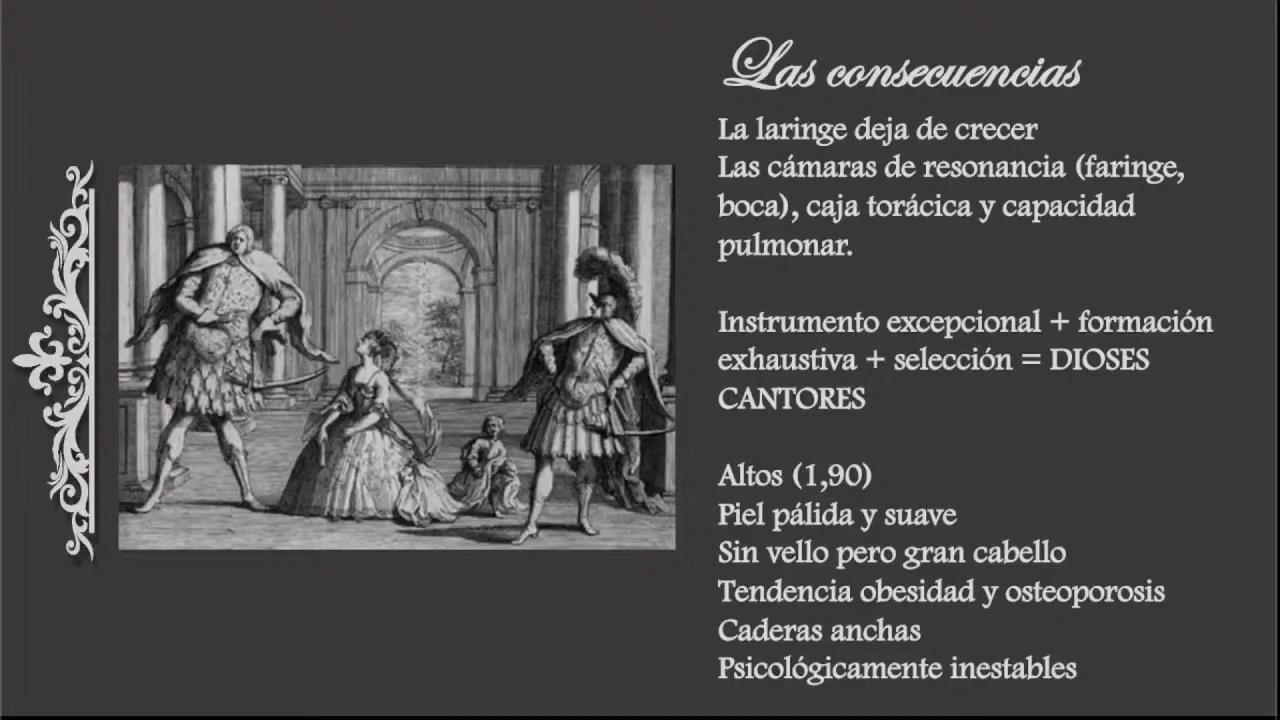 Las consecuencias
La laringe deja de crecer
Las cámaras de resonancia (faringe,
boca), caja torácica y capacidad
pulmonar.
Instrumento excepcional + formación
exhaustiva + selección = DIOSES
CANTORES
Altos (1,90)
Piel pálida y suave
Sin vello pero gran cabello
Tendencia obesidad y osteoporosis
Caderas anchas
Psicológicamente inestables